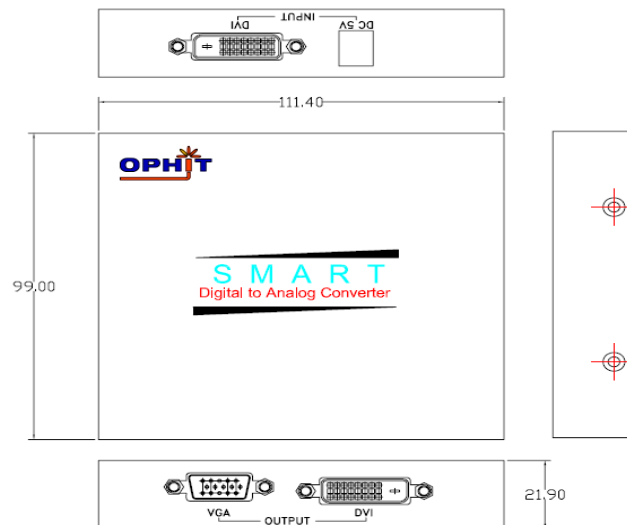 INPUT
DVI
DC 5V
111.40
OPHIT
99.00
SMART
Digital to Analog Converter
VGA
DVI
OUTPUT
21.90